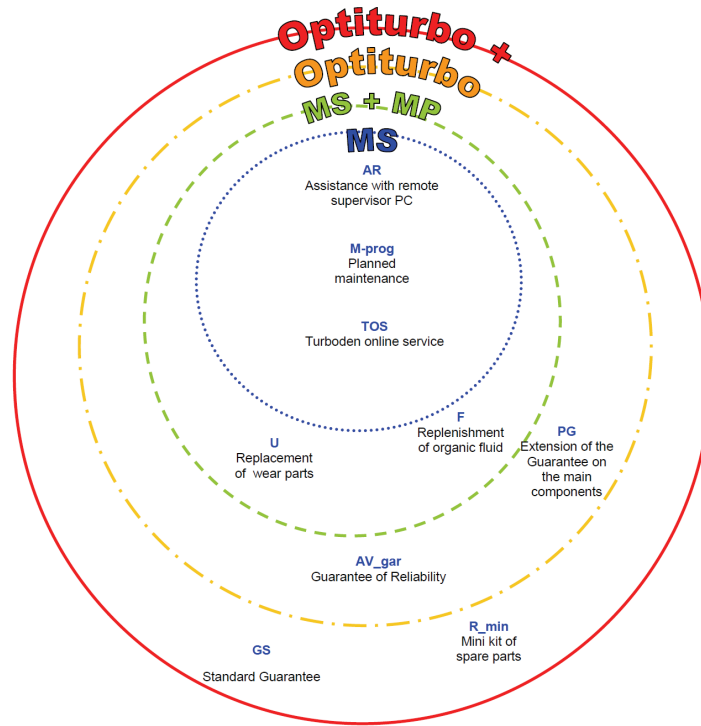 Optiturbo +
Optiturbo
MS + MP
MS
AR
Assistance with remote
supervisor PC
M-prog
Planned
maintenance
TOS
Turboden online service
F
Replenishment
of organic fluid
U
Replacement
of wear parts
PG
Extension of the
Guarantee on
the main
components
AV_gar
Guarantee of Reliability
R_min
Mini kit of
spare parts
GS
Standard Guarantee